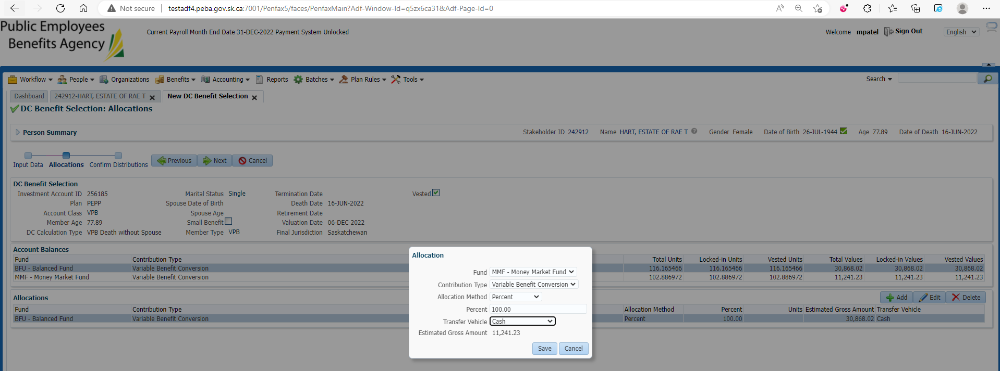 Not secure | testadf4.peba.gov.sk.ca:7001/Penfax5/faces/PenfaxMain?Adf-Window-Id=q5zx6ca31&Adf-Page-Id=0
Public Employees
Benefits Agency
Current Payroll Month End Date 31-DEC-2022 Payment System Unlocked
Welcome mpatel Sign Out English
Workflow People Organizations Benefits Accounting Reports Batches Plan Rules Tools Search
Dashboard 242912-HART, ESTATE OF RAE T New DC Benefit Selection
DC Benefit Selection: Allocations
Person Summary Stakeholder ID 242912 Name HART, ESTATE OF RAE T Gender Female Date of Birth 26-JUL-1944 Age 77.89 Date of Death 16-JUN-2022
Input Data Allocations Confirm Distributions Previous Next Cancel
DC Benefit Selection
Investment Account ID 256185 Marital Status Single Termination Date Vested
Plan PEPP Spouse Date of Birth Death Date 16-JUN-2022
Account Class VPB Spouse Age Retirement Date
Member Age 77.89 Small Benefit Valuation Date 06-DEC-2022
DC Calculation Type VPB Death without Spouse Member Type VPB Final Jurisdiction Saskatchewan
Account Balances
Fund Contribution Type Total Units Locked-in Units Vested Units Total Values Locked-in Values Vested Values
BFU - Balanced Fund Variable Benefit Conversion 116.165466 116.165466 116.165466 30,868.02 30,868.02 30,868.02
MMF - Money Market Fund Variable Benefit Conversion 102.886972 102.886972 102.886972 11,241.23 11,241.23 11,241.23
Allocations Add Edit Delete
Fund Contribution Type Allocation Method Percent Units Estimated Gross Amount Transfer Vehicle
BFU - Balanced Fund Variable Benefit Conversion Percent 100.00 30,868.02 Cash
Allocation
Fund MMF - Money Market Fund
Contribution Type Variable Benefit Conversion
Allocation Method Percent
Percent 100.00
Transfer Vehicle Cash
Estimated Gross Amount 11,241.23
Save Cancel